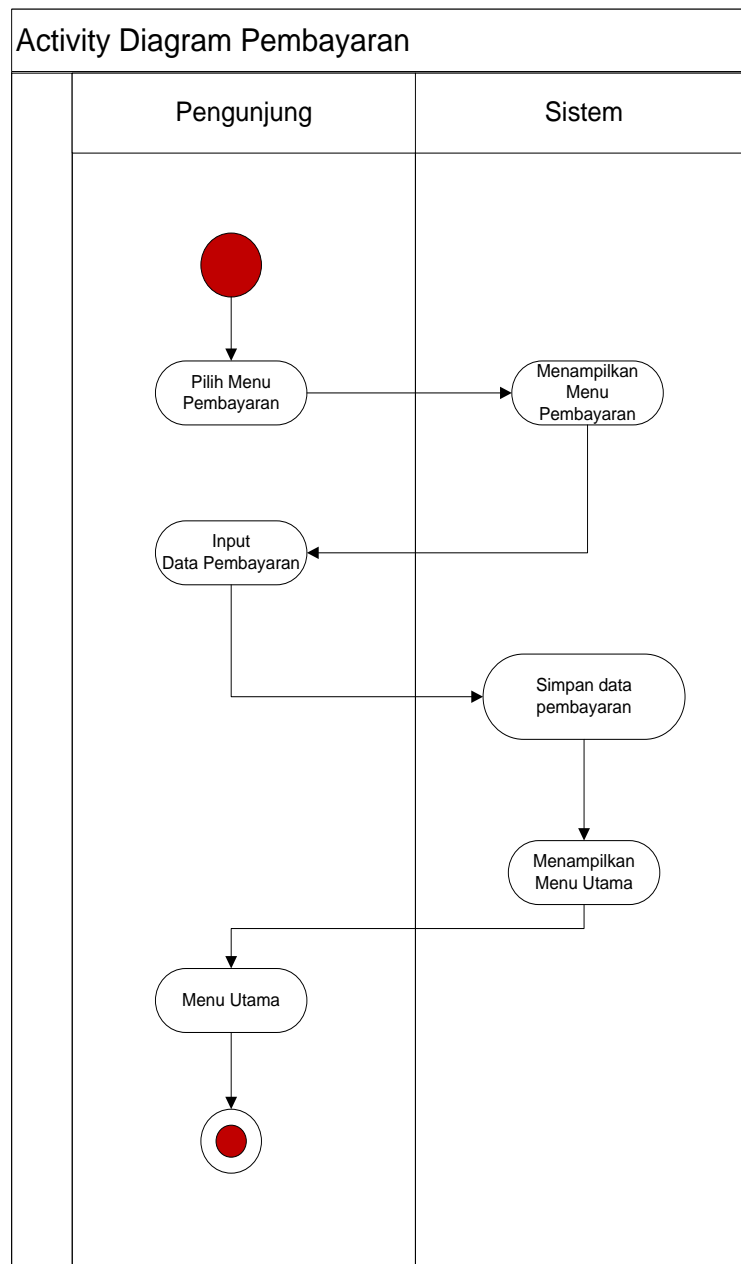 Activity Diagram Pembayaran
Pengunjung
Sistem
Pilih Menu
Pembayaran
Menampilkan
Menu
Pembayaran
Input
Data Pembayaran
Simpan data
pembayaran
Menampilkan
Menu Utama
Menu Utama